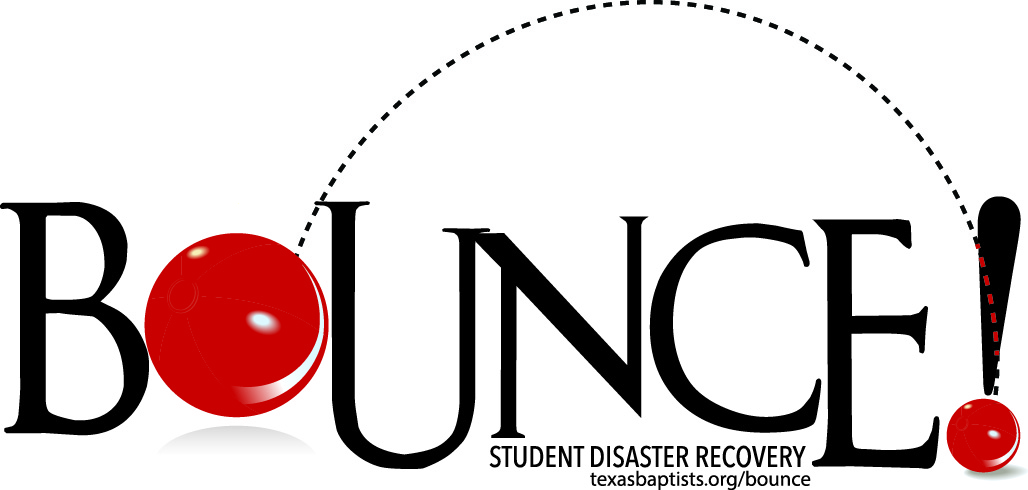 BOUNCE!
STUDENT DISASTER RECOVERY
texasbaptists.org/bounce